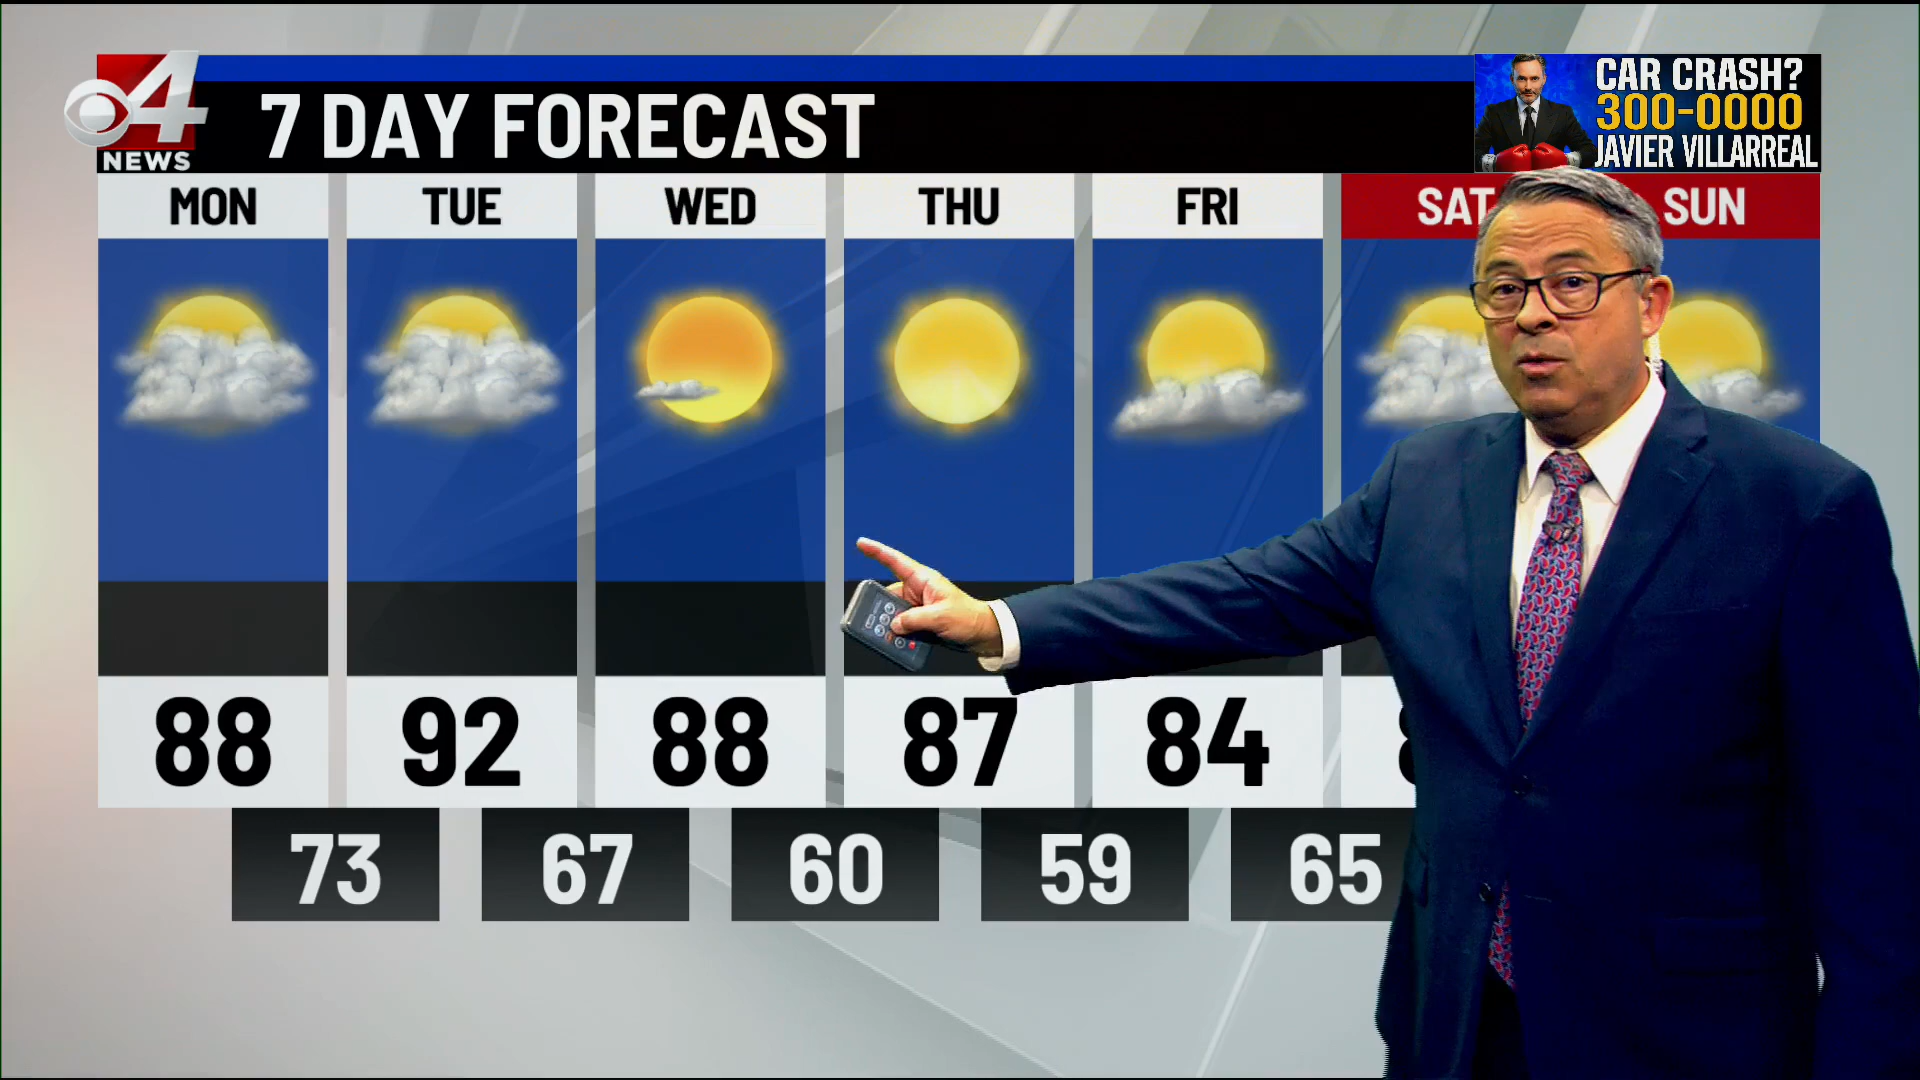 4
NEWS
7 DAY FORECAST
CAR CRASH?
300-0000
JAVIER VILLARREAL
MON TUE WED THU FRI SAT SUN
88 92 88 87 84
73 67 60 59 65